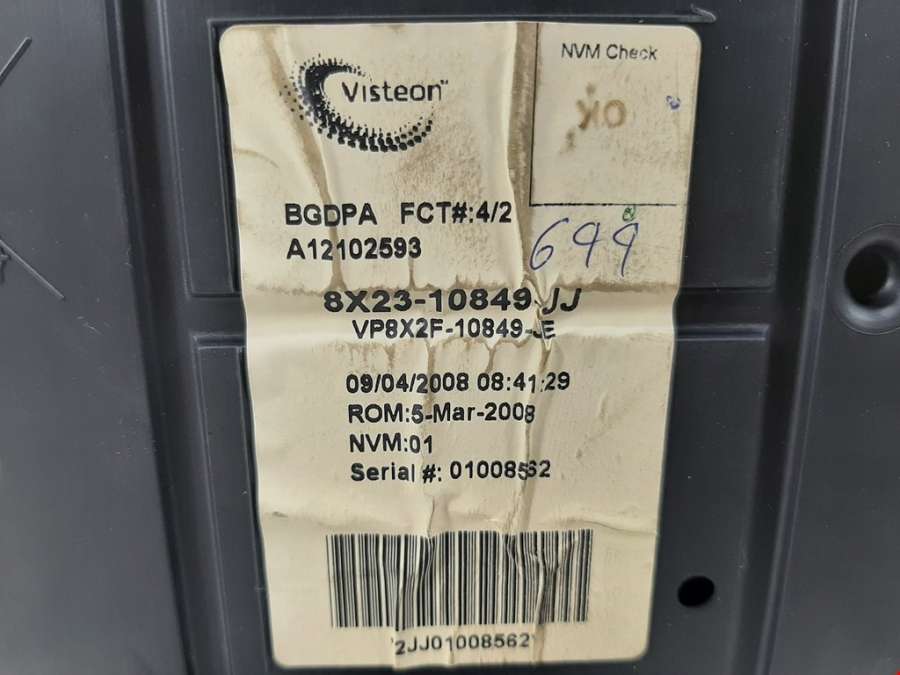 Visteon™
NVM Check
OK
BGDPA FCT#:4/2
A12102593
699
8X23-10849-JJ
VP8X2F-10849-JE
09/04/2008 08:41:29
ROM:5-Mar-2008
NVM:01
Serial #: 01008562
2JJ01008562